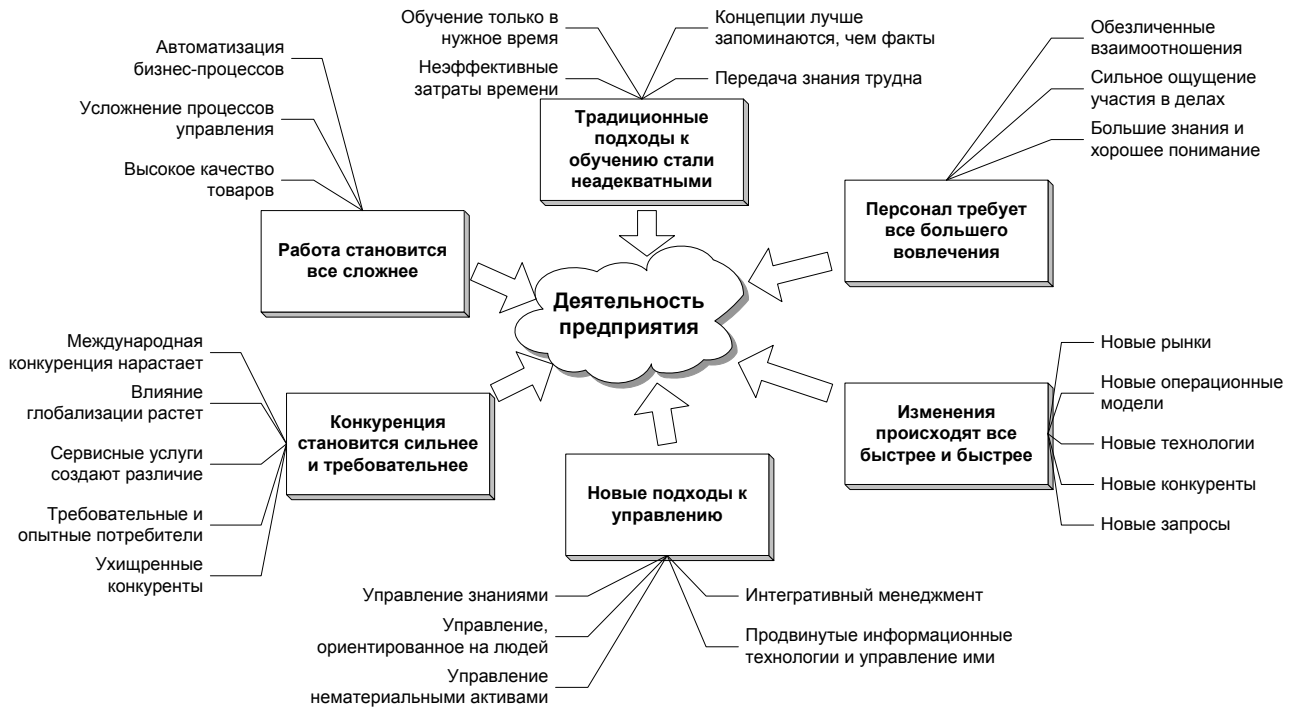 Обучение только в
нужное время
Неэффективные
затраты времени
Концепции лучше
запоминаются, чем факты
Передача знания трудна
Традиционные
подходы к
обучению стали
неадекватными
Автоматизация
бизнес-процессов
Усложнение процессов
управления
Высокое качество
товаров
Работа становится
все сложнее
Обезличенные
взаимоотношения
Сильное ощущение
участия в делах
Большие знания и
хорошее понимание
Персонал требует
все большего
вовлечения
Деятельность
предприятия
Международная
конкуренция нарастает
Влияние
глобализации растет
Сервисные услуги
создают различие
Требовательные и
опытные потребители
Ухищренные
конкуренты
Конкуренция
становится сильнее
и требовательнее
Новые подходы к
управлению
Управление знаниями
Управление,
ориентированное на людей
Управление
нематериальными активами
Интегративный менеджмент
Продвинутые информационные
технологии и управление ими
Изменения
происходят все
быстрее и быстрее
Новые рынки
Новые операционные
модели
Новые технологии
Новые конкуренты
Новые запросы